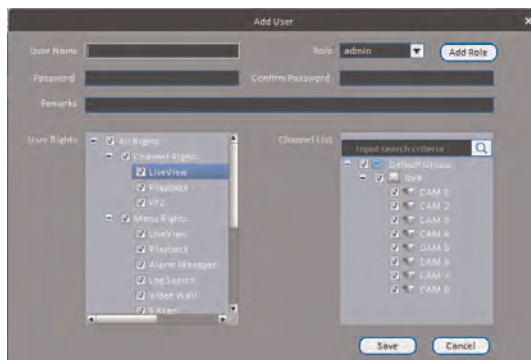 Add User
User Name
Role
admin
Add Role
Password
Confirm Password
Remarks
User Rights
Channel List
All Rights
Channel Rights
LiveView
Playback
PTZ
Menu Rights
LiveView
Playback
Alarm Manager
Log Search
Video Wall
E-Map
Input search criteria
Default Group
DVR
CAM 1
CAM 2
CAM 3
CAM 4
CAM 5
CAM 6
CAM 7
CAM 8
Save
Cancel